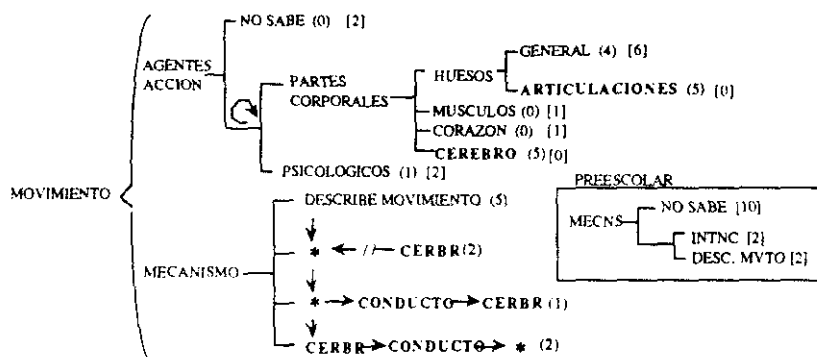 NO SABE (0) [2]
AGENTES
ACCION
PARTES
CORPORALES
HUESOS
GENERAL (4) [6]
ARTICULACIONES (5) [0]
MUSCULOS (0) [1]
CORAZON (0) [1]
CEREBRO (5) [0]
PSICOLOGICOS (1) [2]
MOVIMIENTO
DESCRIBE MOVIMIENTO (5)
* ← // CERBR (2)
MECANISMO
* → CONDUCTO → CERBR (1)
CERBR → CONDUCTO → * (2)
PREESCOLAR
MECNS
NO SABE [10]
INTNC [2]
DESC. MVTO [2]